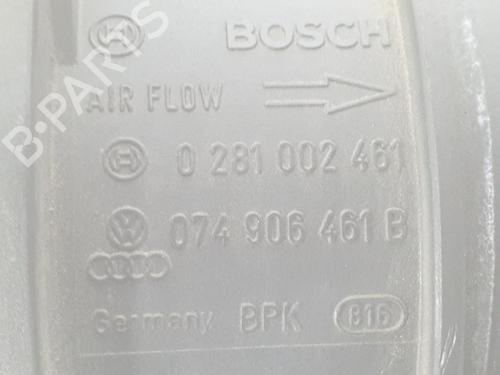 BOSCH
AIR FLOW
0 281 002 461
074 906 461 B
Germany BPK 816
B-PARTS